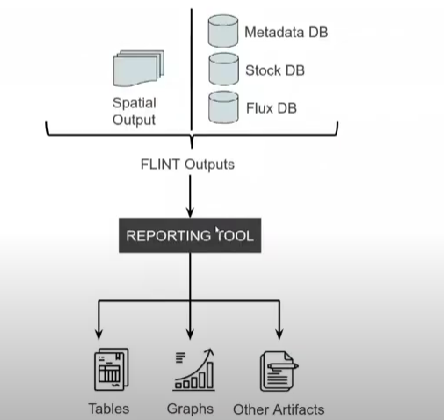 Metadata DB
Stock DB
Flux DB
Spatial
Output
FLINT Outputs
REPORTING TOOL
Tables
Graphs
Other Artifacts